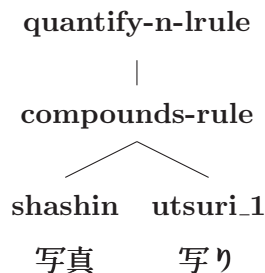 quantify-n-lrule
compounds-rule
shashin utsuri_1
写真 写り